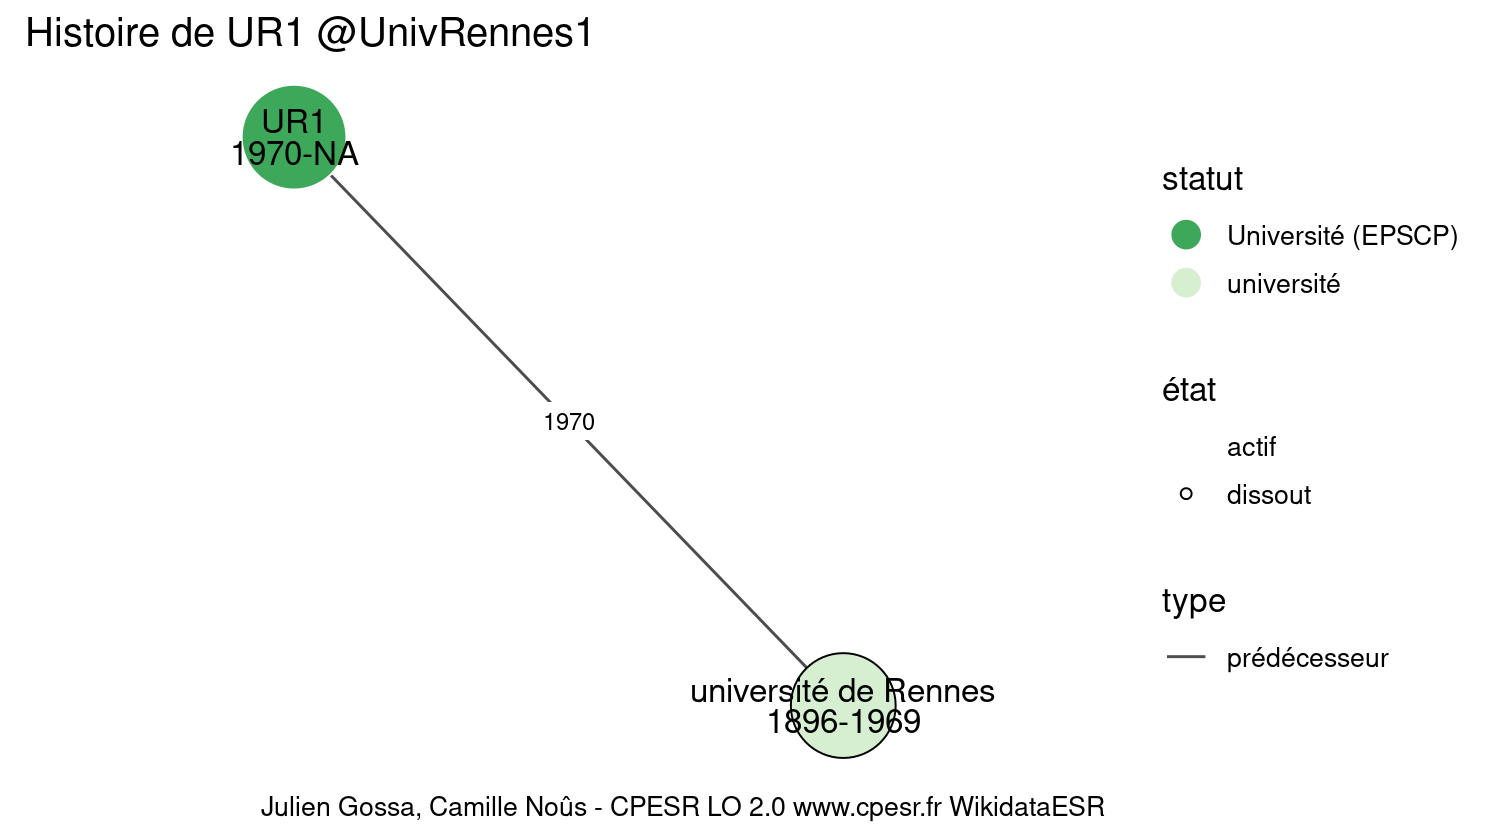 Histoire de UR1 @UnivRennes1
UR1
1970-NA
1970
université de Rennes
1896-1969
statut
Université (EPSCP)
université
état
actif
dissout
type
prédécesseur
Julien Gossa, Camille Noûs - CPESR LO 2.0 www.cpesr.fr WikidataESR